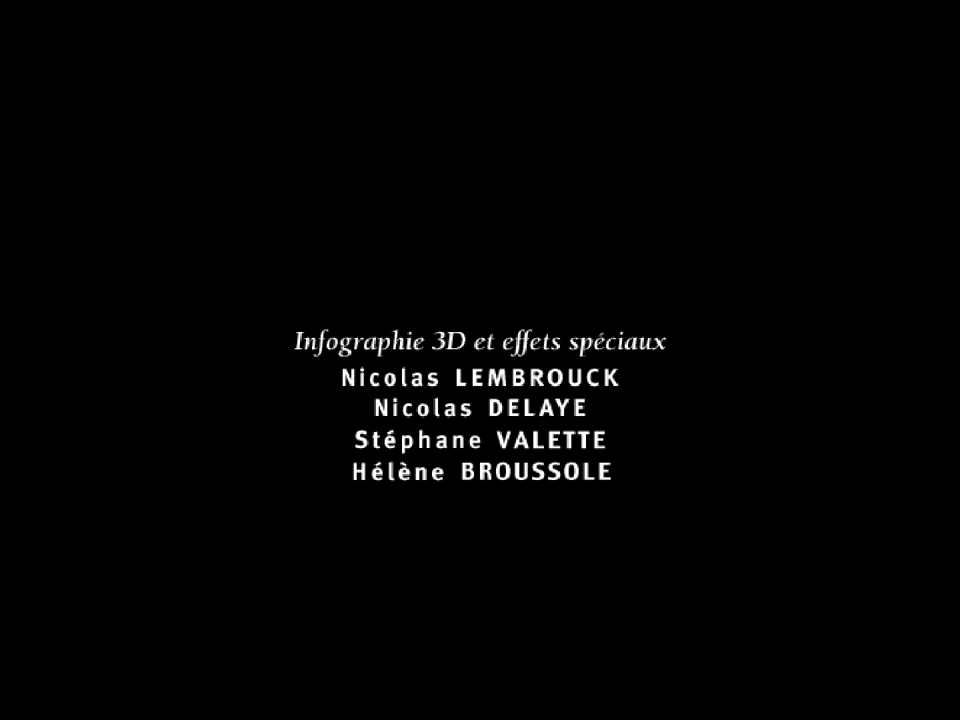 Infographie 3D et effets spéciaux
Nicolas LEMBROUCK
Nicolas DELAYE
Stéphane VALETTE
Hélène BROUSSOLE